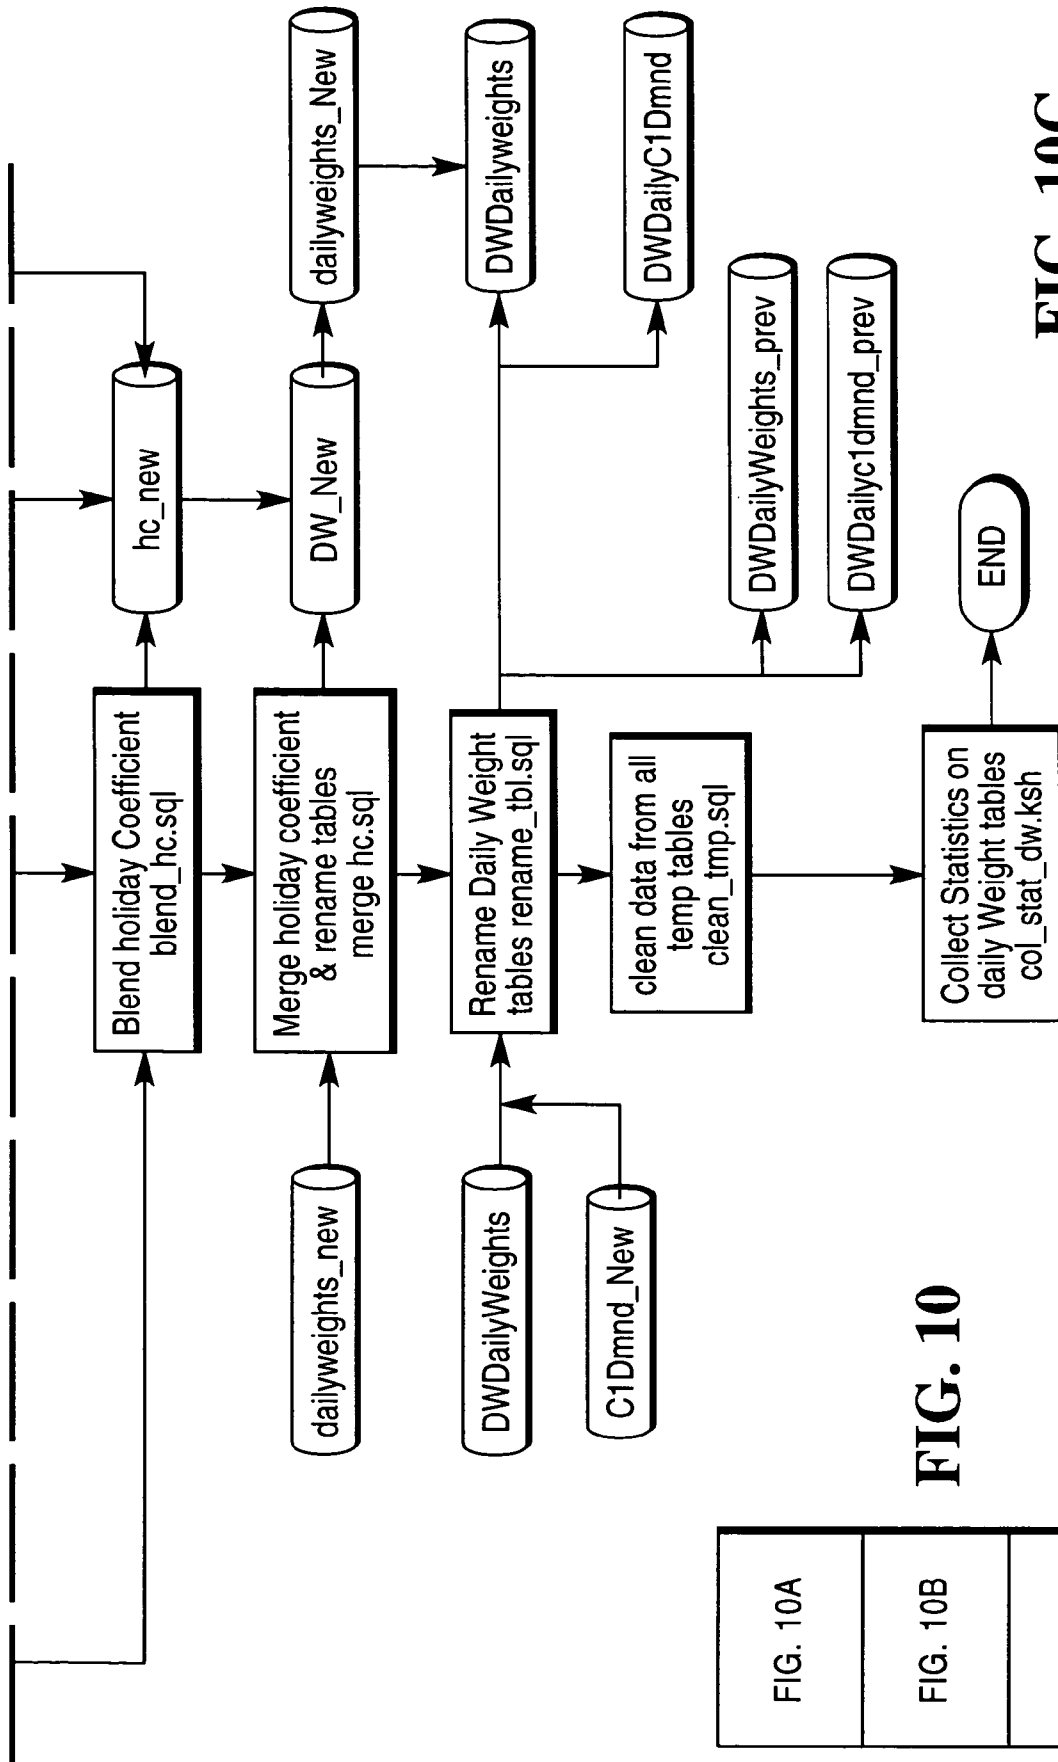 hc_new
Blend holiday Coefficient
blend_hc.sql
dailyweights_New
DW_New
Merge holiday coefficient
& rename tables
merge hc.sql
dailyweights_new
DWDailyweights
DWDailyC1Dmnd
Rename Daily Weight
tables rename_tbl.sql
DWDailyWeights
C1Dmnd_New
DWDailyWeights_prev
DWDailyc1dmnd_prev
clean data from all
temp tables
clean_tmp.sql
Collect Statistics on
daily Weight tables
col_stat_dw.ksh
END
FIG. 10A
FIG. 10B
FIG. 10
FIG. 10C